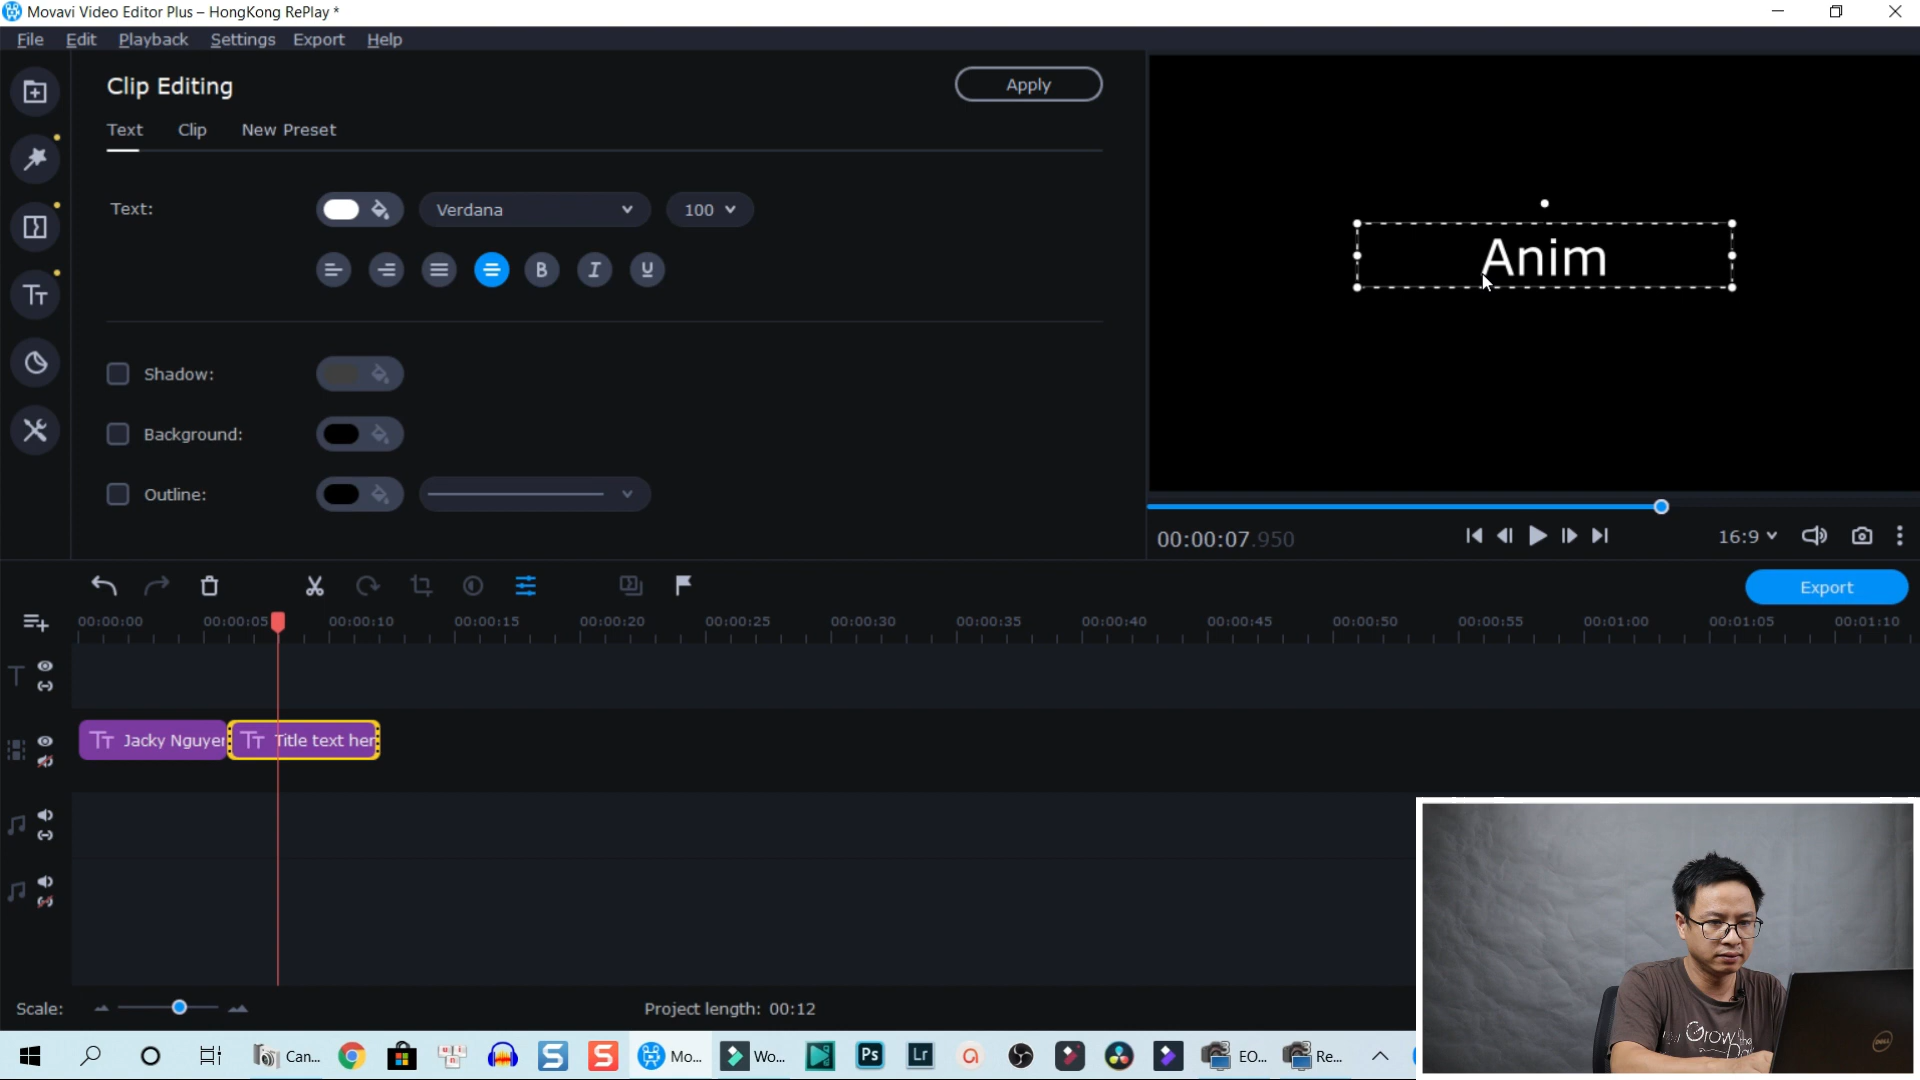 Movavi Video Editor Plus – HongKong RePlay *
File Edit Playback Settings Export Help
Clip Editing
Apply
Text Clip New Preset
Text:
Verdana
100
B I U
Shadow:
Background:
Outline:
Anim
00:00:07.950
16:9
Export
00:00:00 00:00:05 00:00:10 00:00:15 00:00:20 00:00:25 00:00:30 00:00:35 00:00:40 00:00:45 00:00:50 00:00:55 00:01:00 00:01:05 00:01:10
Tт Jacky Nguyer
Tт Title text her
Scale:
Project length: 00:12
Can... S S Mo... Wo... Ps Lr EO... Re...
DELL